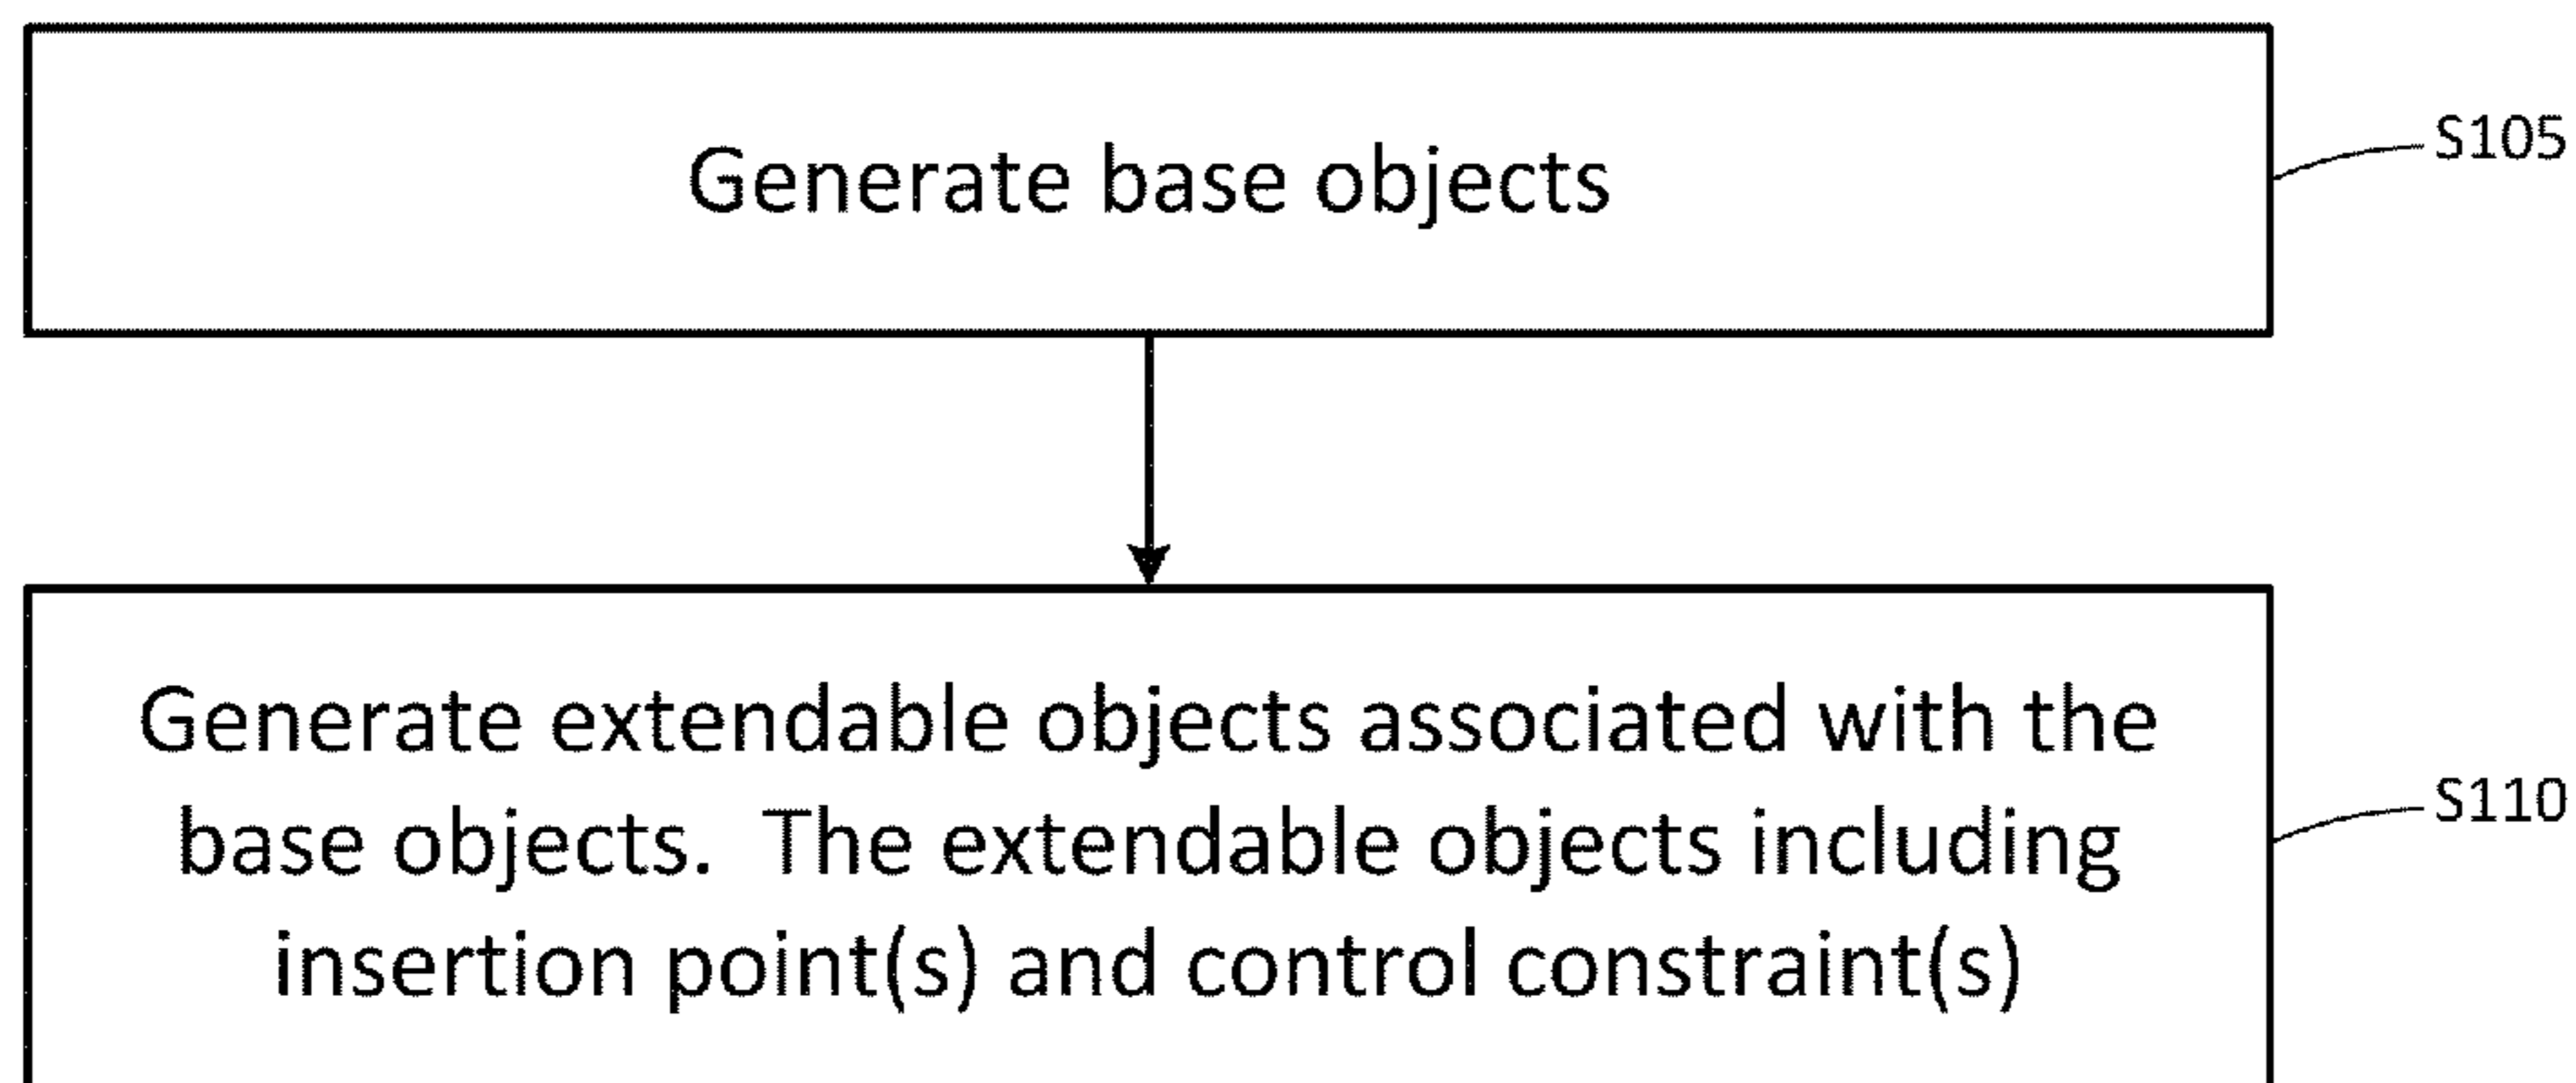 Generate base objects
S105
Generate extendable objects associated with the
base objects.  The extendable objects including
insertion point(s) and control constraint(s)
S110